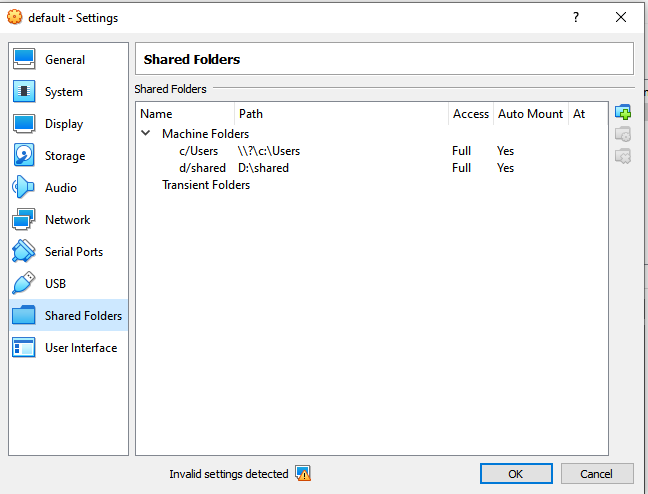 default - Settings
General
System
Display
Storage
Audio
Network
Serial Ports
USB
Shared Folders
User Interface
Shared Folders
Shared Folders
Name Path Access Auto Mount At
Machine Folders
c/Users \\?\c:\Users Full Yes
d/shared D:\shared Full Yes
Transient Folders
Invalid settings detected
OK Cancel